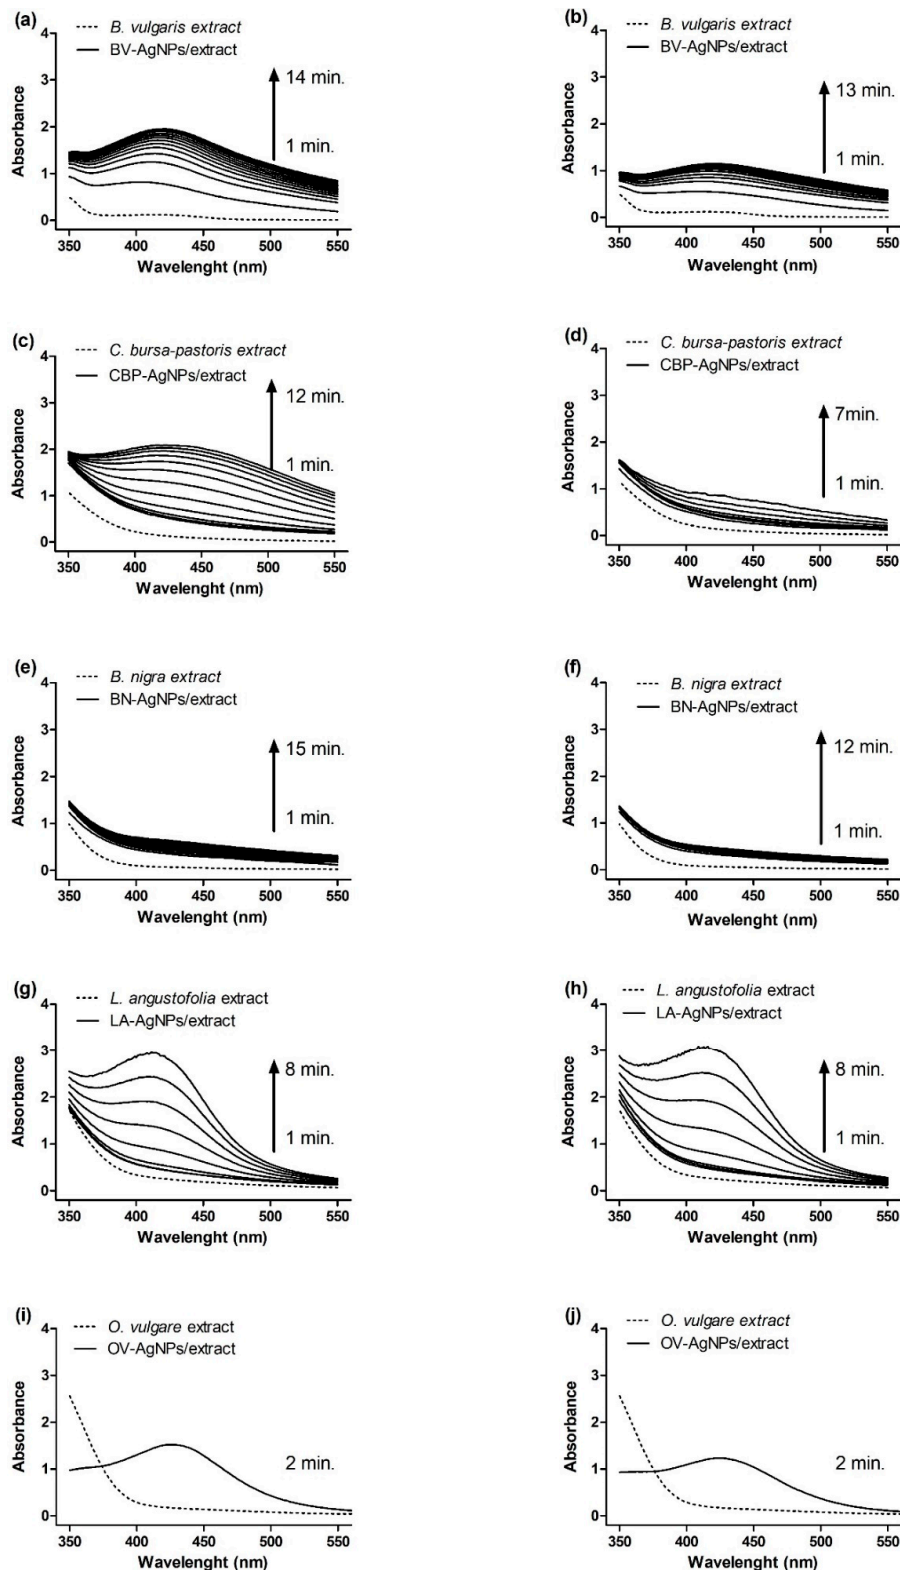 (a)
B. vulgaris extract
BV-AgNPs/extract
4
3
2
1
0
Absorbance
14 min.
1 min.
350 400 450 500 550
Wavelenght (nm)
(b)
B. vulgaris extract
BV-AgNPs/extract
4
3
2
1
0
Absorbance
13 min.
1 min.
350 400 450 500 550
Wavelenght (nm)
(c)
C. bursa-pastoris extract
CBP-AgNPs/extract
4
3
2
1
0
Absorbance
12 min.
1 min.
350 400 450 500 550
Wavelenght (nm)
(d)
C. bursa-pastoris extract
CBP-AgNPs/extract
4
3
2
1
0
Absorbance
7min.
1 min.
350 400 450 500 550
Wavelenght (nm)
(e)
B. nigra extract
BN-AgNPs/extract
4
3
2
1
0
Absorbance
15 min.
1 min.
350 400 450 500 550
Wavelenght (nm)
(f)
B. nigra extract
BN-AgNPs/extract
4
3
2
1
0
Absorbance
12 min.
1 min.
350 400 450 500 550
Wavelenght (nm)
(g)
L. angustofolia extract
LA-AgNPs/extract
4
3
2
1
0
Absorbance
8 min.
1 min.
350 400 450 500 550
Wavelenght (nm)
(h)
L. angustofolia extract
LA-AgNPs/extract
4
3
2
1
0
Absorbance
8 min.
1 min.
350 400 450 500 550
Wavelenght (nm)
(i)
O. vulgare extract
OV-AgNPs/extract
4
3
2
1
0
Absorbance
2 min.
350 400 450 500 550
Wavelenght (nm)
(j)
O. vulgare extract
OV-AgNPs/extract
4
3
2
1
0
Absorbance
2 min.
350 400 450 500 550
Wavelenght (nm)